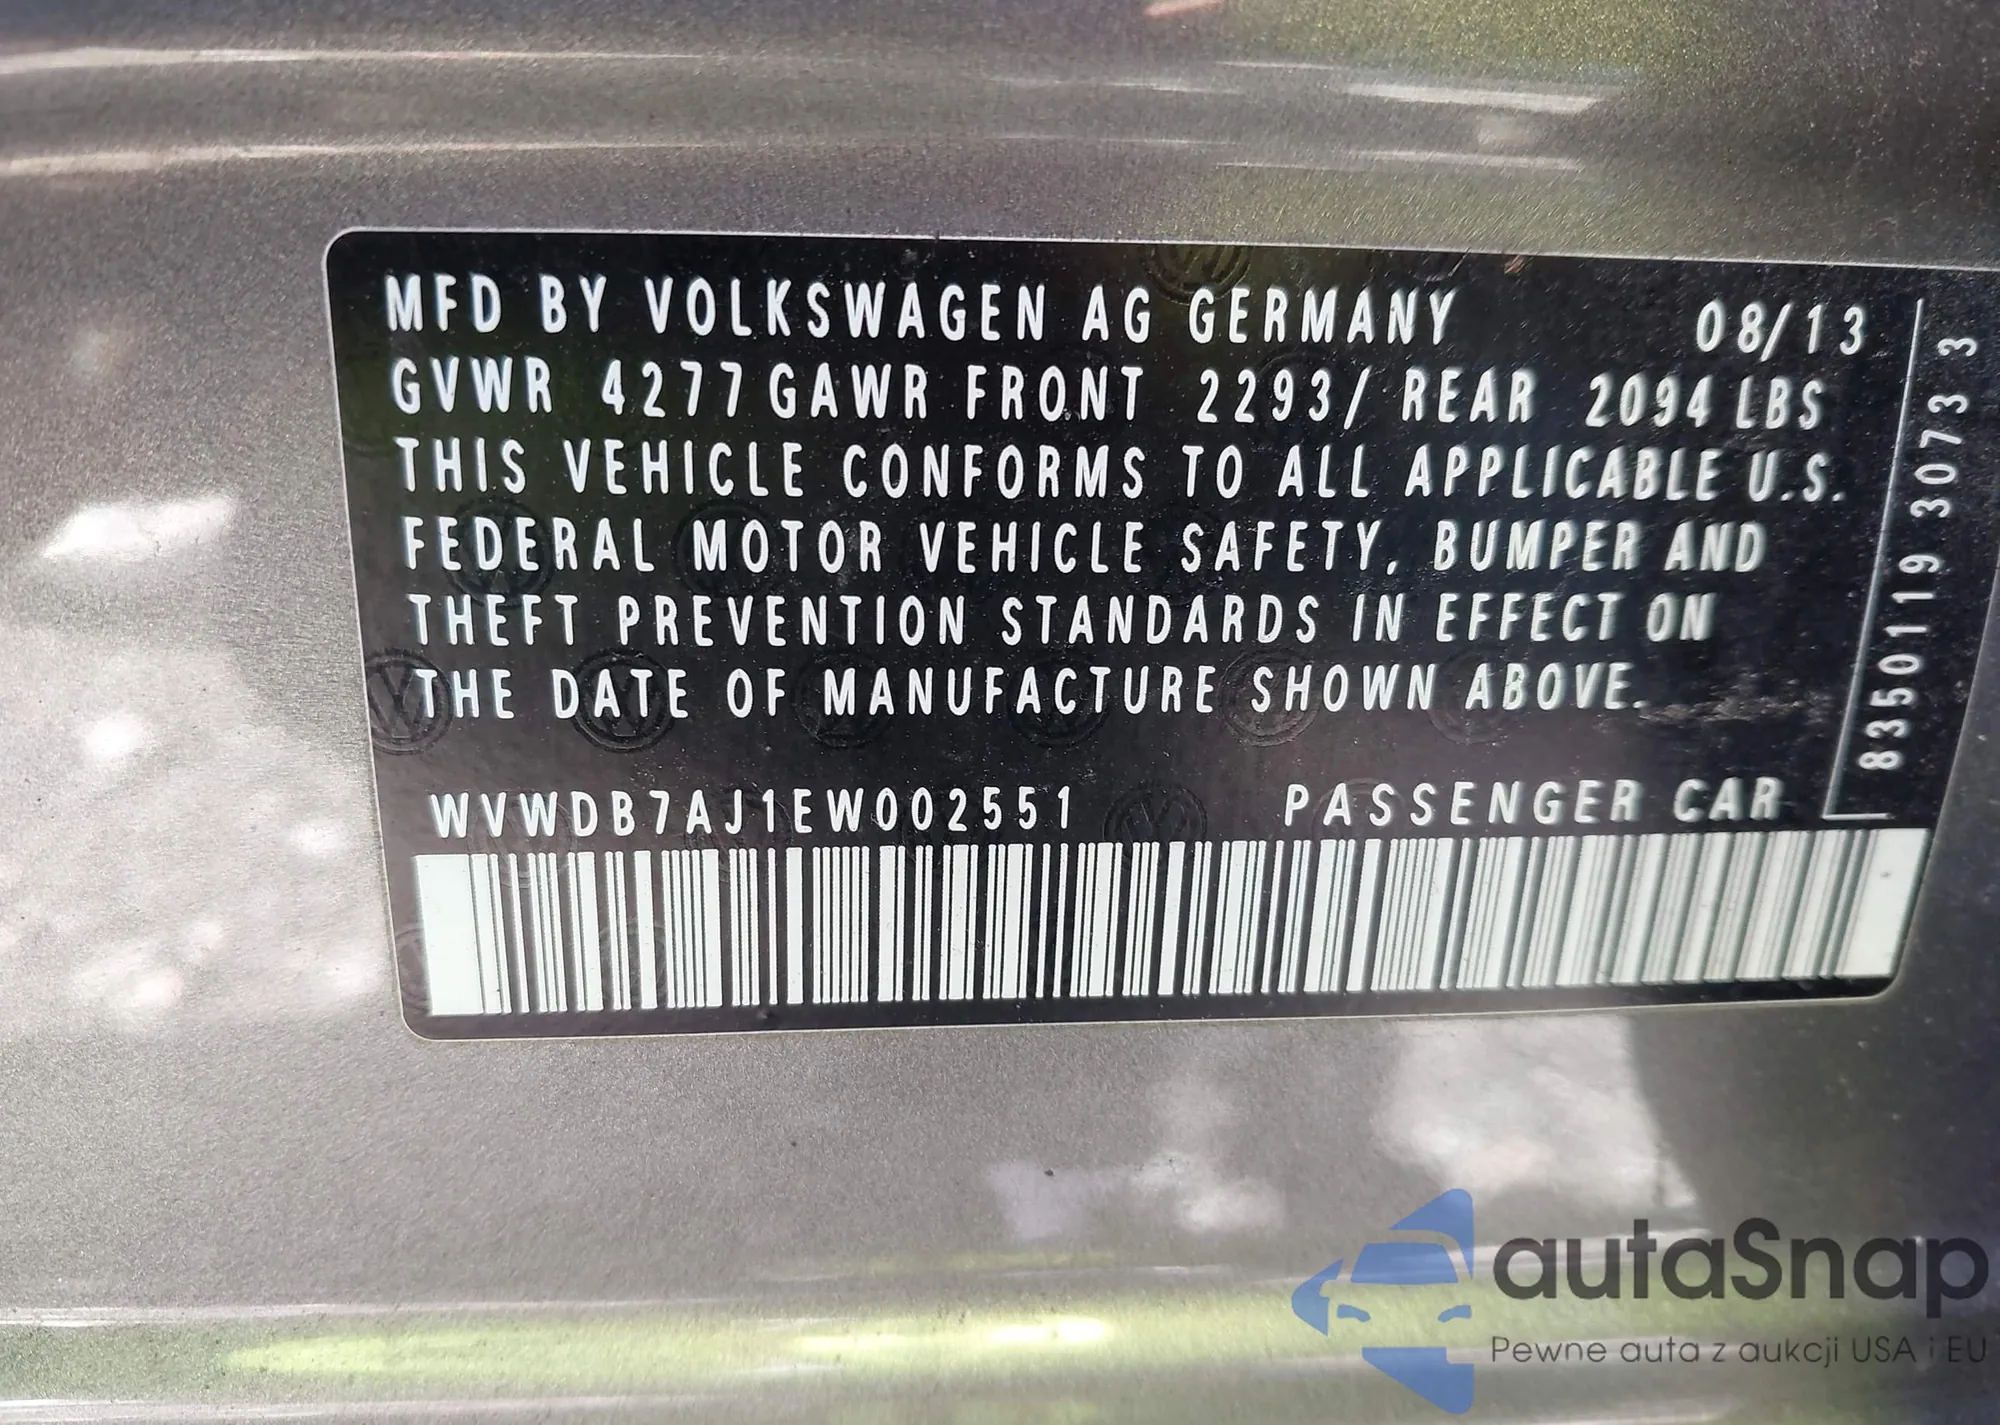 MFD BY VOLKSWAGEN AG GERMANY 08/13
GVWR 4277 GAWR FRONT 2293/ REAR 2094 LBS
THIS VEHICLE CONFORMS TO ALL APPLICABLE U.S.
FEDERAL MOTOR VEHICLE SAFETY, BUMPER AND
THEFT PREVENTION STANDARDS IN EFFECT ON
THE DATE OF MANUFACTURE SHOWN ABOVE.
WVWDB7AJ1EW002551 PASSENGER CAR
8350119 3073 3
autaSnap
Pewne auta z aukcji USA i EU